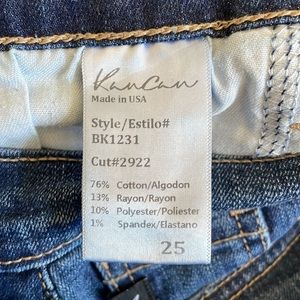 KanCan
Made in USA
Style/Estilo#
BK1231
Cut#2922
76% Cotton/Algodon
13% Rayon/Rayon
10% Polyester/Poliester
1% Spandex/Elastano
25